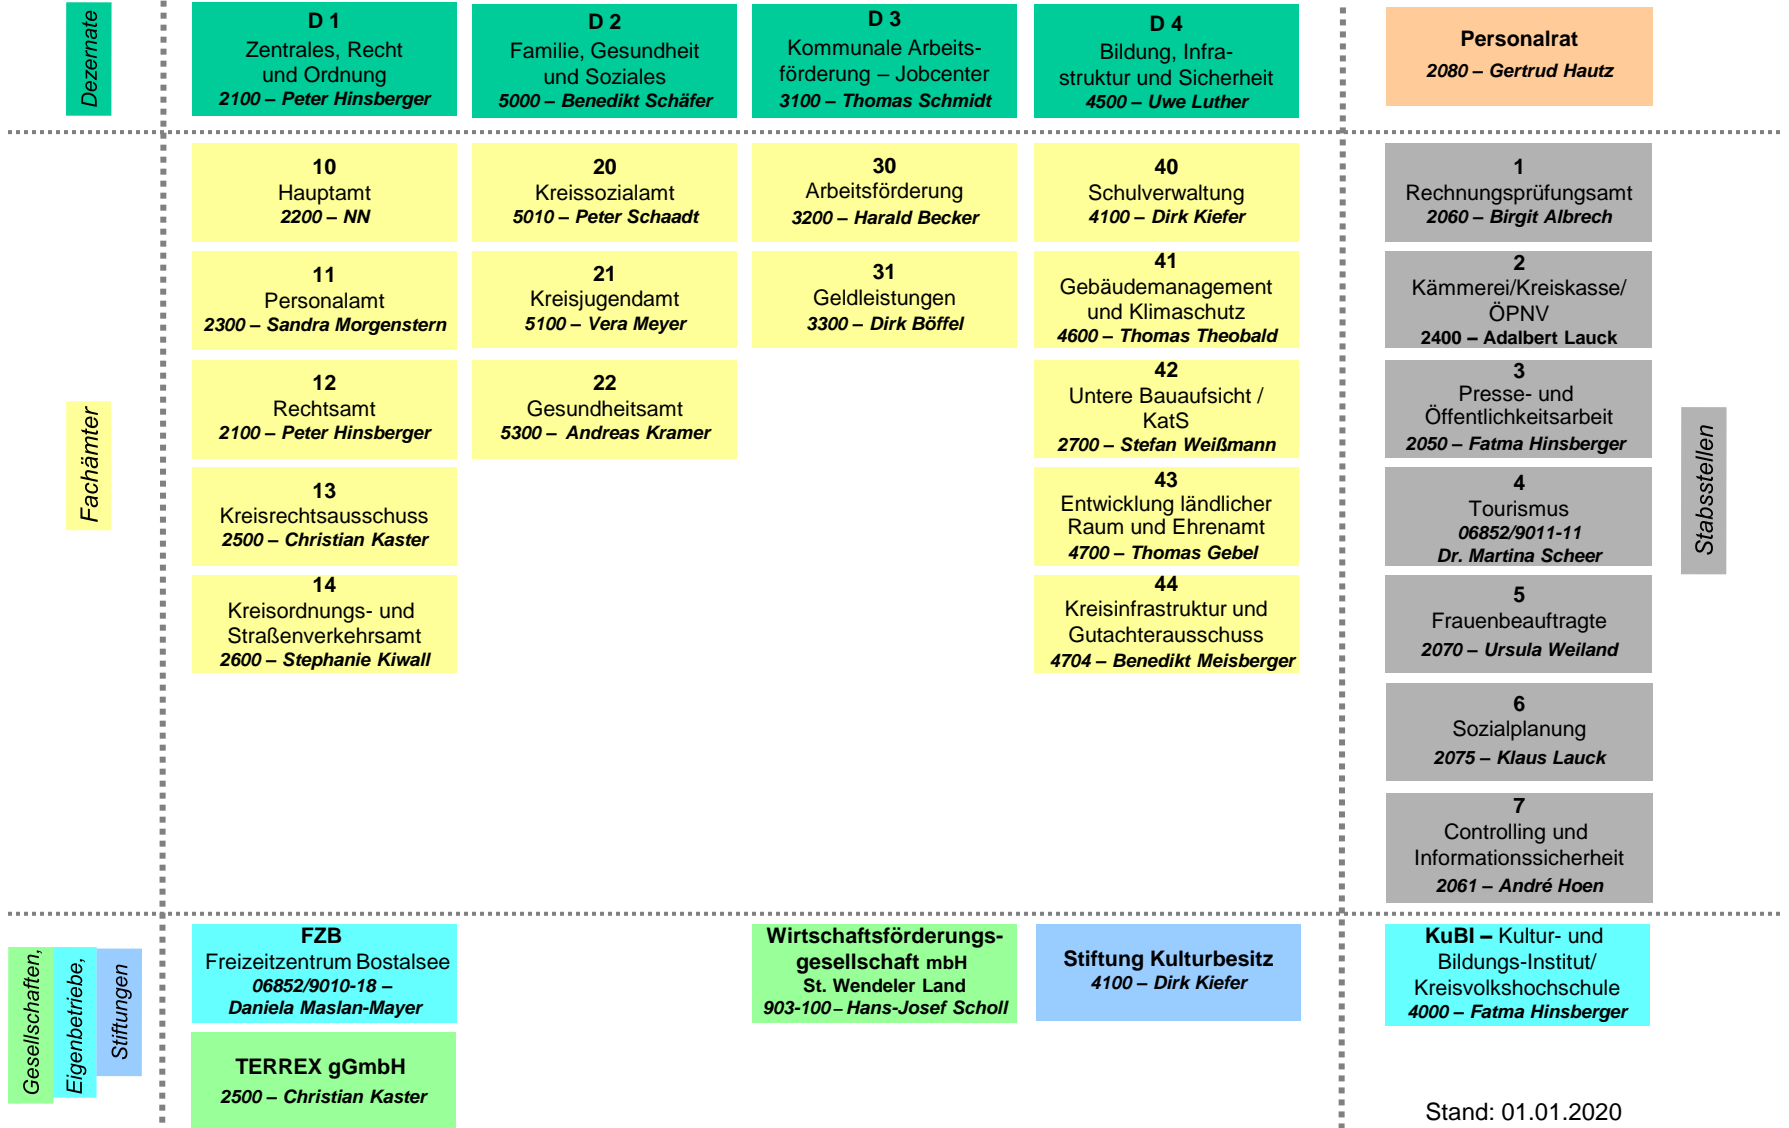 Dezernate
D 1
Zentrales, Recht
und Ordnung
2100 – Peter Hinsberger
D 2
Familie, Gesundheit
und Soziales
5000 – Benedikt Schäfer
D 3
Kommunale Arbeits-
förderung – Jobcenter
3100 – Thomas Schmidt
D 4
Bildung, Infra-
struktur und Sicherheit
4500 – Uwe Luther
Personalrat
2080 – Gertrud Hautz
Fachämter
10
Hauptamt
2200 – NN
11
Personalamt
2300 – Sandra Morgenstern
12
Rechtsamt
2100 – Peter Hinsberger
13
Kreisrechtsausschuss
2500 – Christian Kaster
14
Kreisordnungs- und
Straßenverkehrsamt
2600 – Stephanie Kiwall
20
Kreissozialamt
5010 – Peter Schaadt
21
Kreisjugendamt
5100 – Vera Meyer
22
Gesundheitsamt
5300 – Andreas Kramer
30
Arbeitsförderung
3200 – Harald Becker
31
Geldleistungen
3300 – Dirk Böffel
40
Schulverwaltung
4100 – Dirk Kiefer
41
Gebäudemanagement
und Klimaschutz
4600 – Thomas Theobald
42
Untere Bauaufsicht /
KatS
2700 – Stefan Weißmann
43
Entwicklung ländlicher
Raum und Ehrenamt
4700 – Thomas Gebel
44
Kreisinfrastruktur und
Gutachterausschuss
4704 – Benedikt Meisberger
1
Rechnungsprüfungsamt
2060 – Birgit Albrech
2
Kämmerei/Kreiskasse/
ÖPNV
2400 – Adalbert Lauck
3
Presse- und
Öffentlichkeitsarbeit
2050 – Fatma Hinsberger
4
Tourismus
06852/9011-11
Dr. Martina Scheer
5
Frauenbeauftragte
2070 – Ursula Weiland
6
Sozialplanung
2075 – Klaus Lauck
7
Controlling und
Informationssicherheit
2061 – André Hoen
Stabsstellen
Gesellschaften,
Eigenbetriebe,
Stiftungen
FZB
Freizeitzentrum Bostalsee
06852/9010-18 –
Daniela Maslan-Mayer
TERREX gGmbH
2500 – Christian Kaster
Wirtschaftsförderungs-
gesellschaft mbH
St. Wendeler Land
903-100 – Hans-Josef Scholl
Stiftung Kulturbesitz
4100 – Dirk Kiefer
KuBI – Kultur- und
Bildungs-Institut/
Kreisvolkshochschule
4000 – Fatma Hinsberger
Stand: 01.01.2020